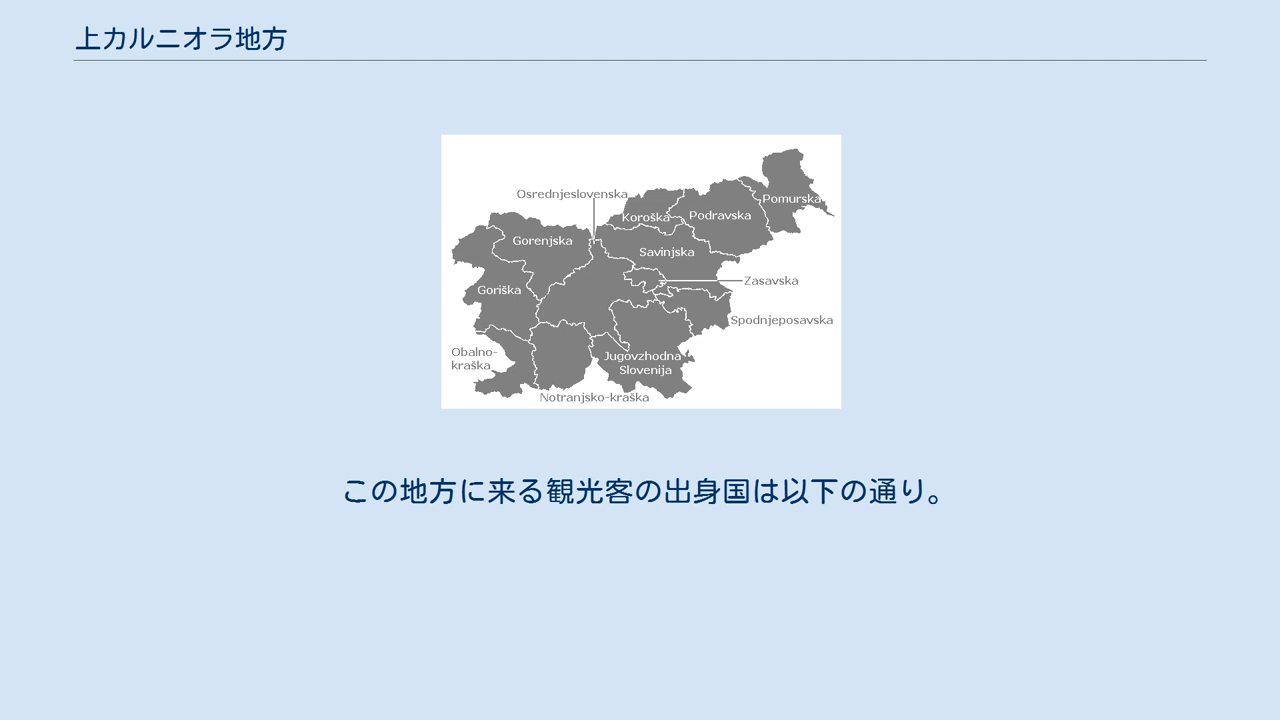 上カルニオラ地方
Osrednjeslovenska
Pomurska
Koroška
Podravska
Gorenjska
Savinjska
Zasavska
Goriška
Spodnjeposavska
Obalno-
kraška
Jugovzhodna
Slovenija
Notranjsko-kraška
この地方に来る観光客の出身国は以下の通り。